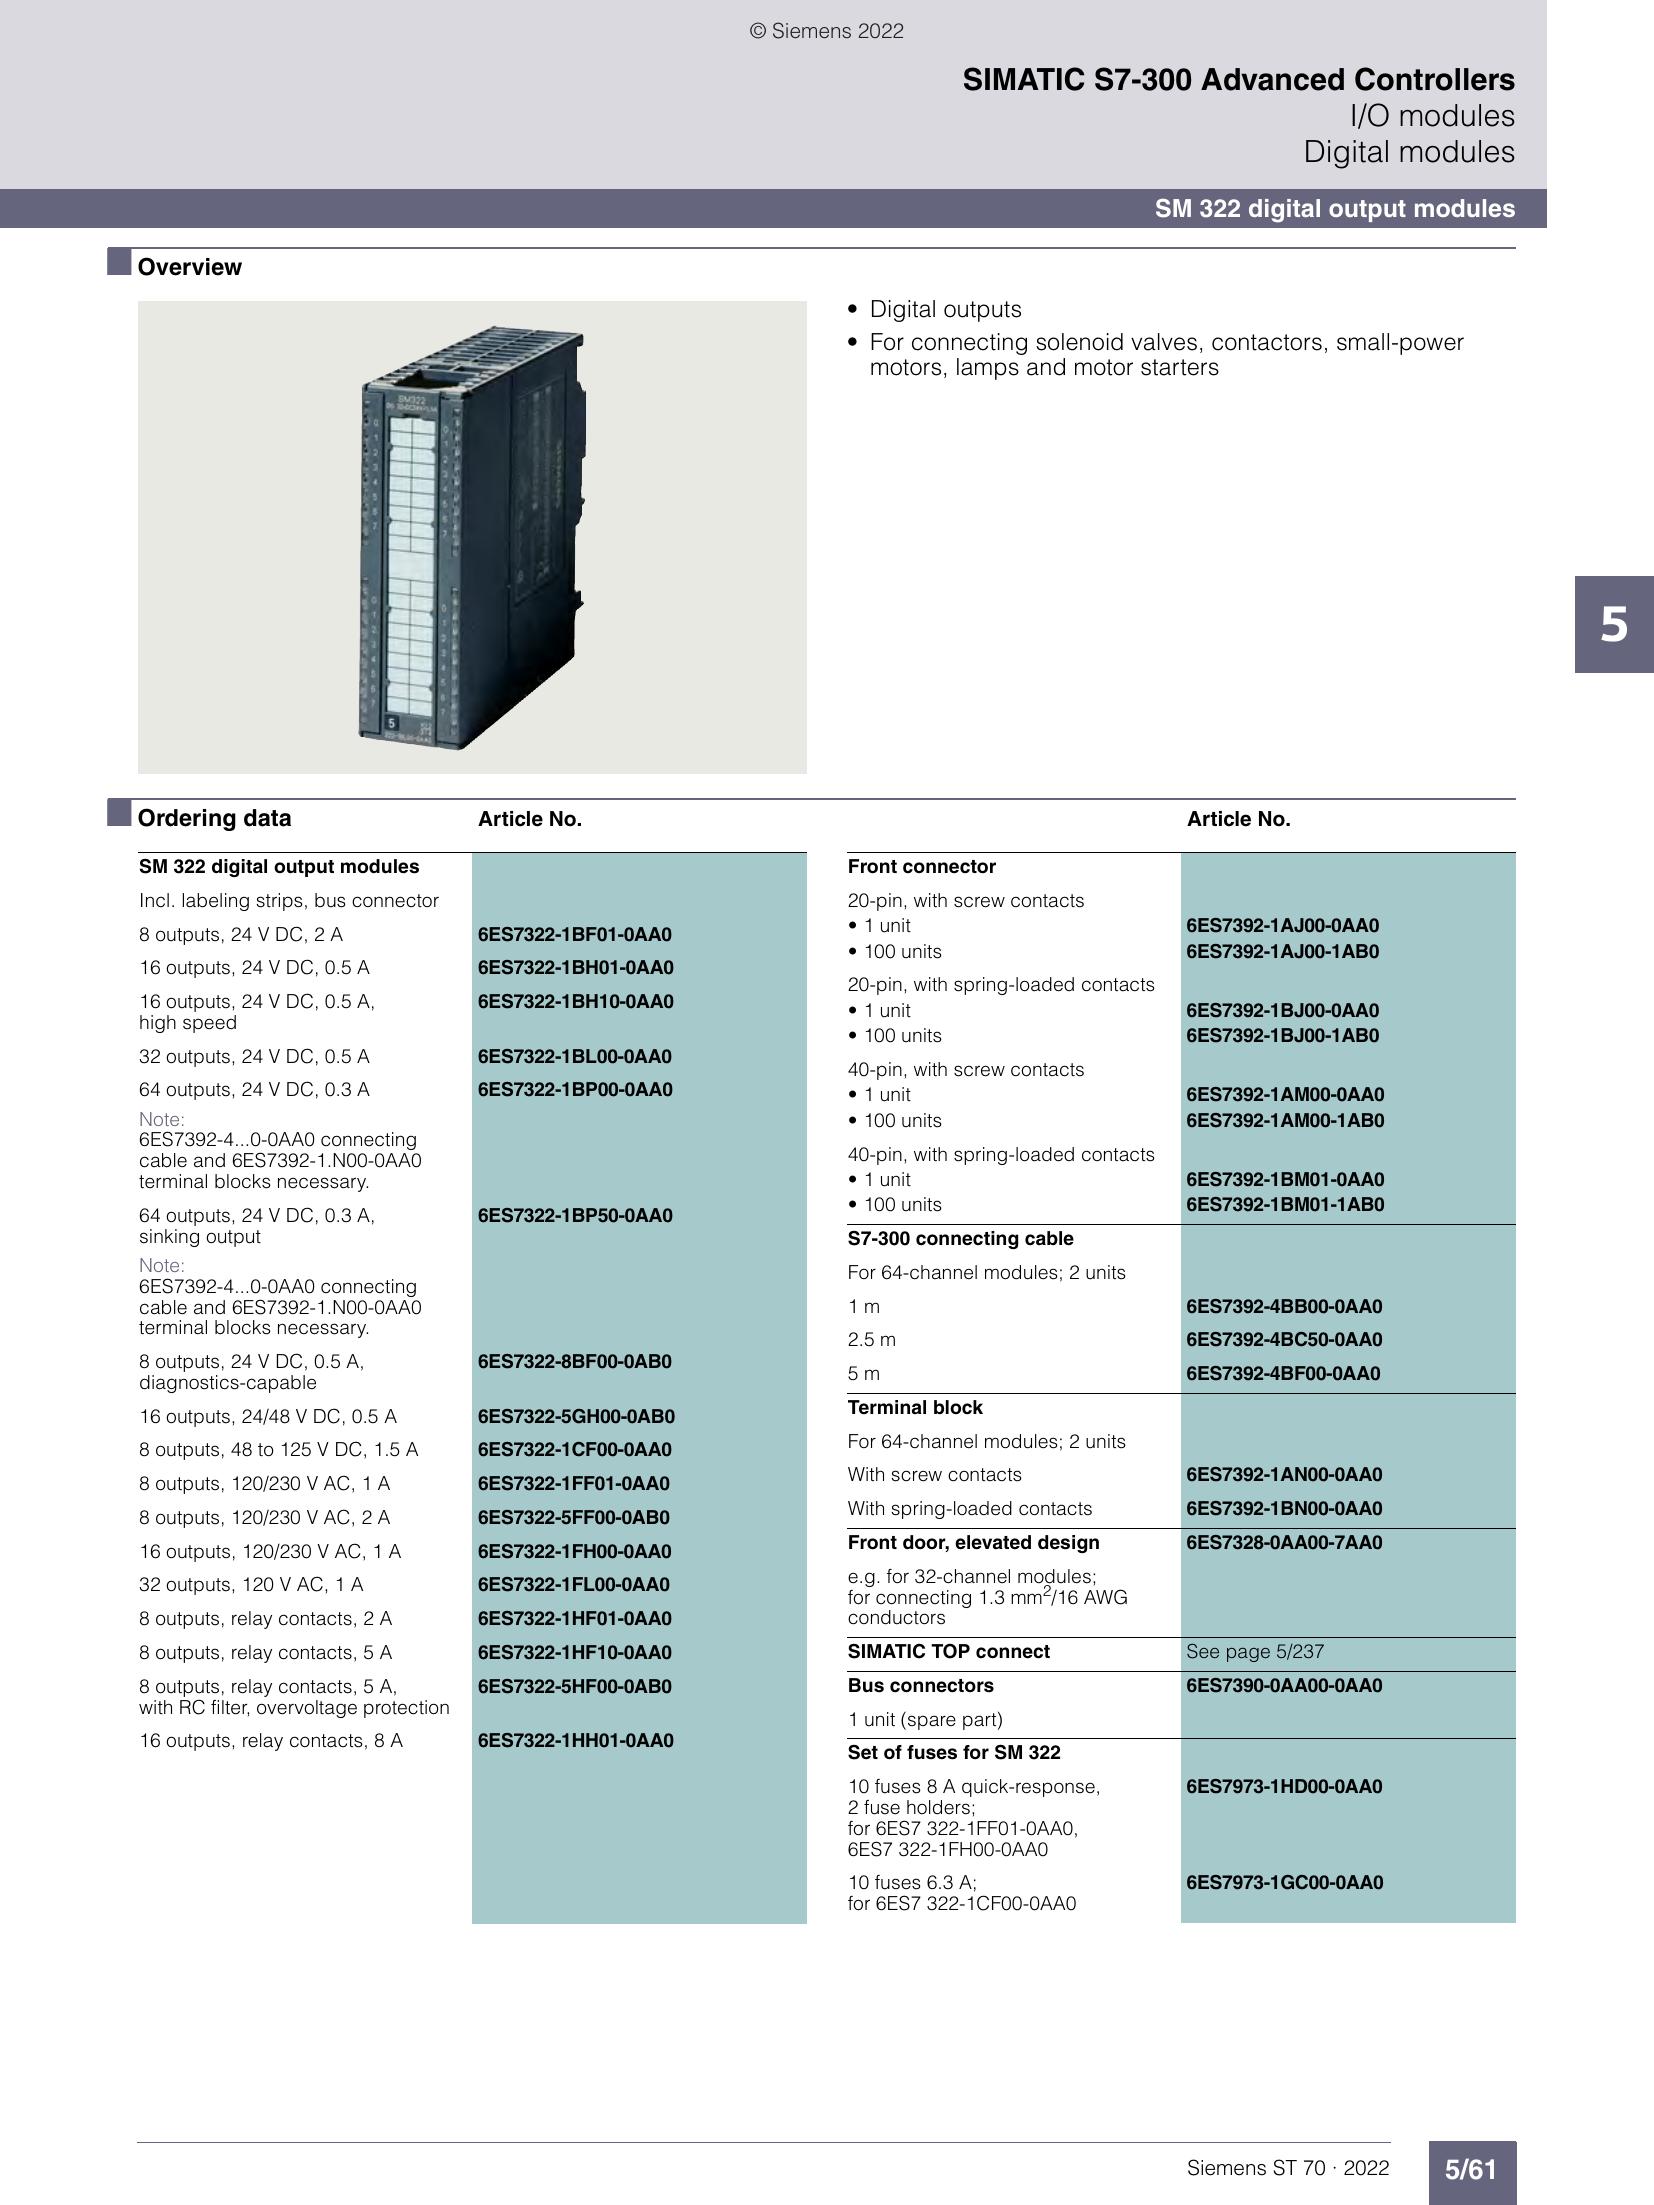 © Siemens 2022
SIMATIC S7-300 Advanced Controllers
I/O modules
Digital modules
SM 322 digital output modules
Overview
• Digital outputs
• For connecting solenoid valves, contactors, small-power
motors, lamps and motor starters
SM322
5
5
Ordering data
Article No.
SM 322 digital output modules
Incl. labeling strips, bus connector
8 outputs, 24 V DC, 2 A 6ES7322-1BF01-0AA0
16 outputs, 24 V DC, 0.5 A 6ES7322-1BH01-0AA0
16 outputs, 24 V DC, 0.5 A, 6ES7322-1BH10-0AA0
high speed
32 outputs, 24 V DC, 0.5 A 6ES7322-1BL00-0AA0
64 outputs, 24 V DC, 0.3 A 6ES7322-1BP00-0AA0
Note:
6ES7392-4...0-0AA0 connecting
cable and 6ES7392-1.N00-0AA0
terminal blocks necessary.
64 outputs, 24 V DC, 0.3 A, 6ES7322-1BP50-0AA0
sinking output
Note:
6ES7392-4...0-0AA0 connecting
cable and 6ES7392-1.N00-0AA0
terminal blocks necessary.
8 outputs, 24 V DC, 0.5 A, 6ES7322-8BF00-0AB0
diagnostics-capable
16 outputs, 24/48 V DC, 0.5 A 6ES7322-5GH00-0AB0
8 outputs, 48 to 125 V DC, 1.5 A 6ES7322-1CF00-0AA0
8 outputs, 120/230 V AC, 1 A 6ES7322-1FF01-0AA0
8 outputs, 120/230 V AC, 2 A 6ES7322-5FF00-0AB0
16 outputs, 120/230 V AC, 1 A 6ES7322-1FH00-0AA0
32 outputs, 120 V AC, 1 A 6ES7322-1FL00-0AA0
8 outputs, relay contacts, 2 A 6ES7322-1HF01-0AA0
8 outputs, relay contacts, 5 A 6ES7322-1HF10-0AA0
8 outputs, relay contacts, 5 A, 6ES7322-5HF00-0AB0
with RC filter, overvoltage protection
16 outputs, relay contacts, 8 A 6ES7322-1HH01-0AA0
Article No.
Front connector
20-pin, with screw contacts
• 1 unit 6ES7392-1AJ00-0AA0
• 100 units 6ES7392-1AJ00-1AB0
20-pin, with spring-loaded contacts
• 1 unit 6ES7392-1BJ00-0AA0
• 100 units 6ES7392-1BJ00-1AB0
40-pin, with screw contacts
• 1 unit 6ES7392-1AM00-0AA0
• 100 units 6ES7392-1AM00-1AB0
40-pin, with spring-loaded contacts
• 1 unit 6ES7392-1BM01-0AA0
• 100 units 6ES7392-1BM01-1AB0
S7-300 connecting cable
For 64-channel modules; 2 units
1 m 6ES7392-4BB00-0AA0
2.5 m 6ES7392-4BC50-0AA0
5 m 6ES7392-4BF00-0AA0
Terminal block
For 64-channel modules; 2 units
With screw contacts 6ES7392-1AN00-0AA0
With spring-loaded contacts 6ES7392-1BN00-0AA0
Front door, elevated design 6ES7328-0AA00-7AA0
e.g. for 32-channel modules;
for connecting 1.3 mm²/16 AWG
conductors
SIMATIC TOP connect See page 5/237
Bus connectors 6ES7390-0AA00-0AA0
1 unit (spare part)
Set of fuses for SM 322
10 fuses 8 A quick-response, 6ES7973-1HD00-0AA0
2 fuse holders;
for 6ES7 322-1FF01-0AA0,
6ES7 322-1FH00-0AA0
10 fuses 6.3 A; 6ES7973-1GC00-0AA0
for 6ES7 322-1CF00-0AA0
Siemens ST 70 · 2022
5/61